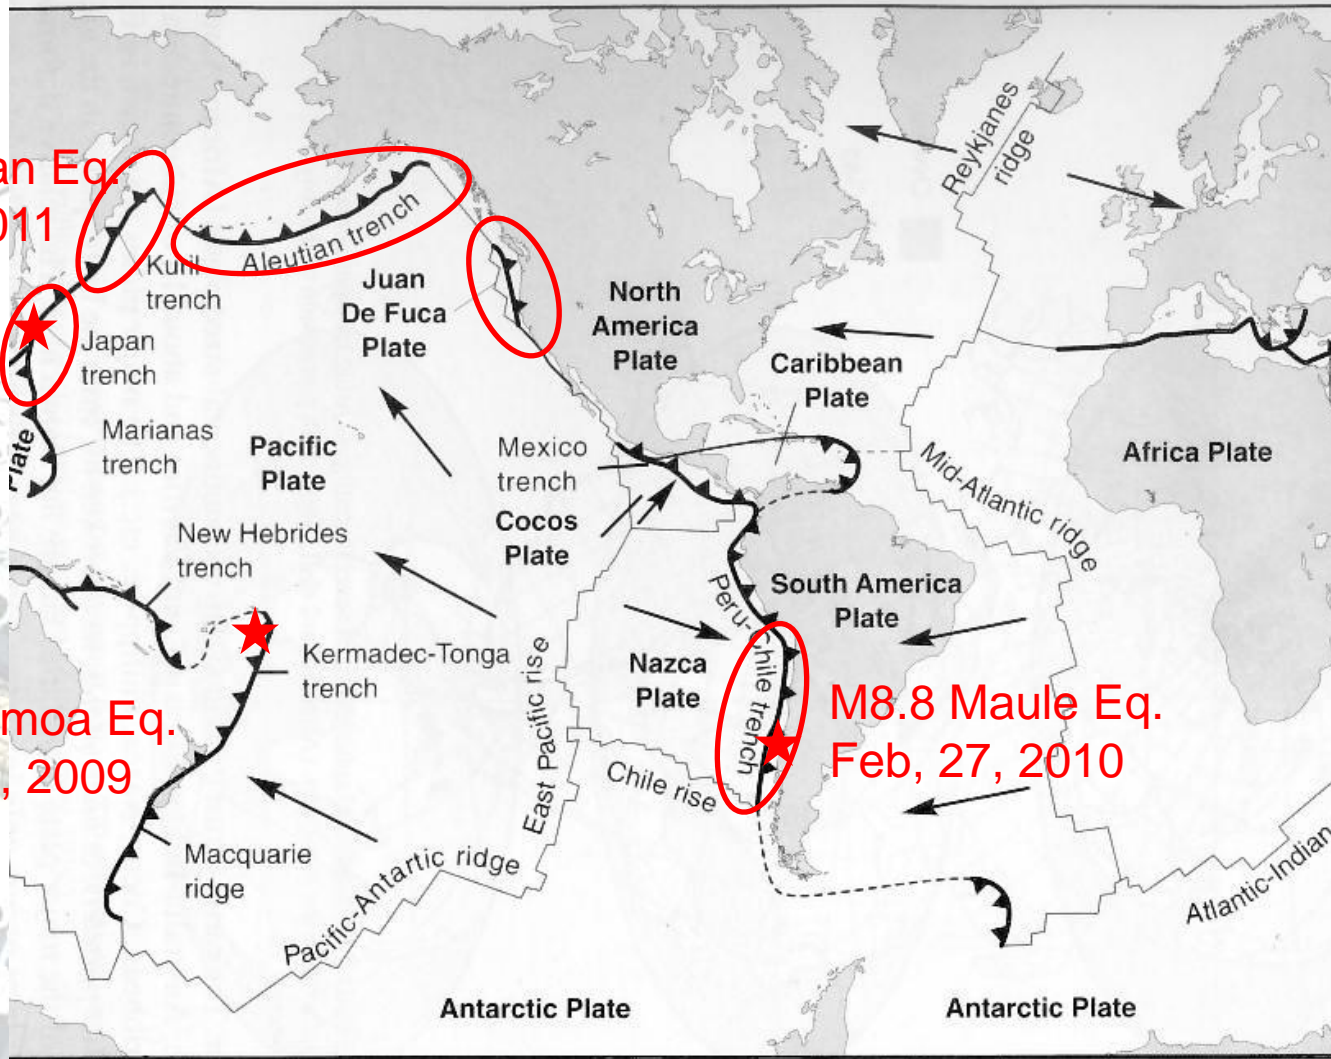 an Eq.
011
Kuril
trench
Aleutian trench
Japan
trench
Marianas
trench
Plate
Juan
De Fuca
Plate
North
America
Plate
Caribbean
Plate
Reykjanes
ridge
Pacific
Plate
Mexico
trench
Cocos
Plate
Mid-Atlantic ridge
Africa Plate
New Hebrides
trench
Kermadec-Tonga
trench
East Pacific rise
Nazca
Plate
Peru-Chile trench
South America
Plate
moa Eq.
, 2009
M8.8 Maule Eq.
Feb, 27, 2010
Chile rise
Macquarie
ridge
Pacific-Antartic ridge
Atlantic-Indian
Antarctic Plate
Antarctic Plate